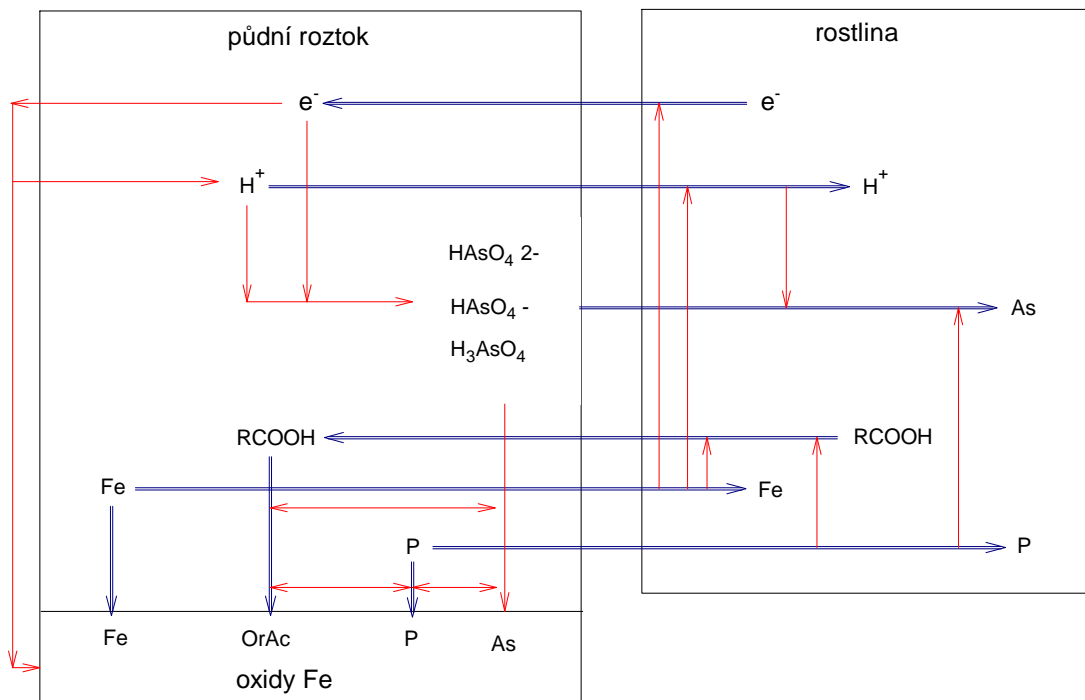 půdní roztok
rostlina
e-
e-
H+
H+
HAsO4 2-
HAsO4 -
As
H3AsO4
RCOOH
RCOOH
Fe
Fe
P
P
Fe
OrAc
P
As
oxidy Fe